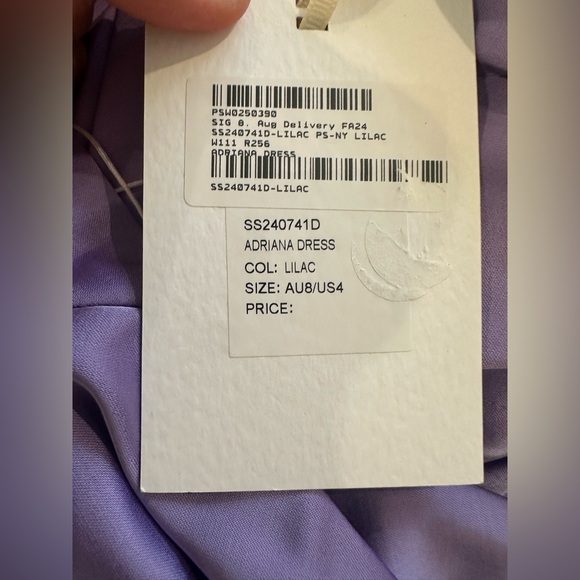 PSW0250390
SIG 8. Aug Delivery FA24
SS240741D-LILAC PS-NY LILAC
W111 R256
ADRIANA DRESS
SS240741D-LILAC
SS240741D
ADRIANA DRESS
COL: LILAC
SIZE: AU8/US4
PRICE: